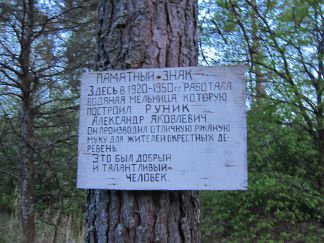 ПАМЯТНЫЙ ЗНАК
ЗДЕСЬ В 1920-1950 гг. РАБОТАЛА
ВОДЯНАЯ МЕЛЬНИЦА КОТОРУЮ
ПОСТРОИЛ РУНИК
АЛЕКСАНДР ЯКОВЛЕВИЧ.
ОН ПРОИЗВОДИЛ ОТЛИЧНУЮ РЖАНУЮ
МУКУ ДЛЯ ЖИТЕЛЕЙ ОКРЕСТНЫХ ДЕ-
РЕВЕНЬ.
ЭТО БЫЛ ДОБРЫЙ
И ТАЛАНТЛИВЫЙ
ЧЕЛОВЕК.